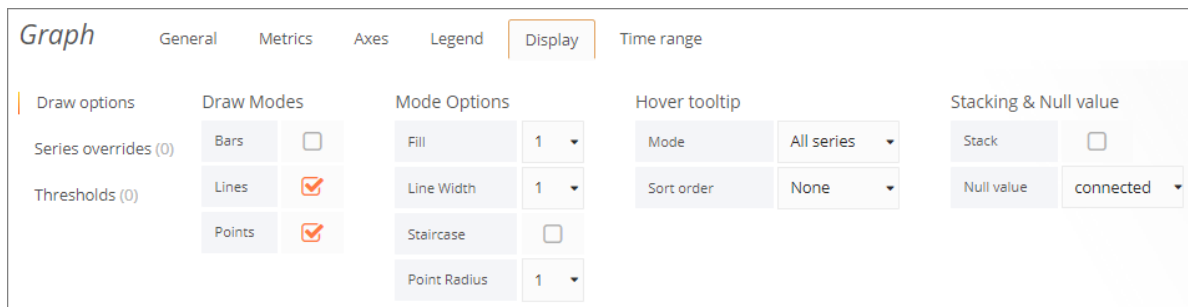 Graph General Metrics Axes Legend Display Time range
Draw options Draw Modes Mode Options Hover tooltip Stacking & Null value
Series overrides (0) Bars Fill 1 Mode All series Stack
Thresholds (0) Lines Line Width 1 Sort order None Null value connected
Points Staircase
Point Radius 1